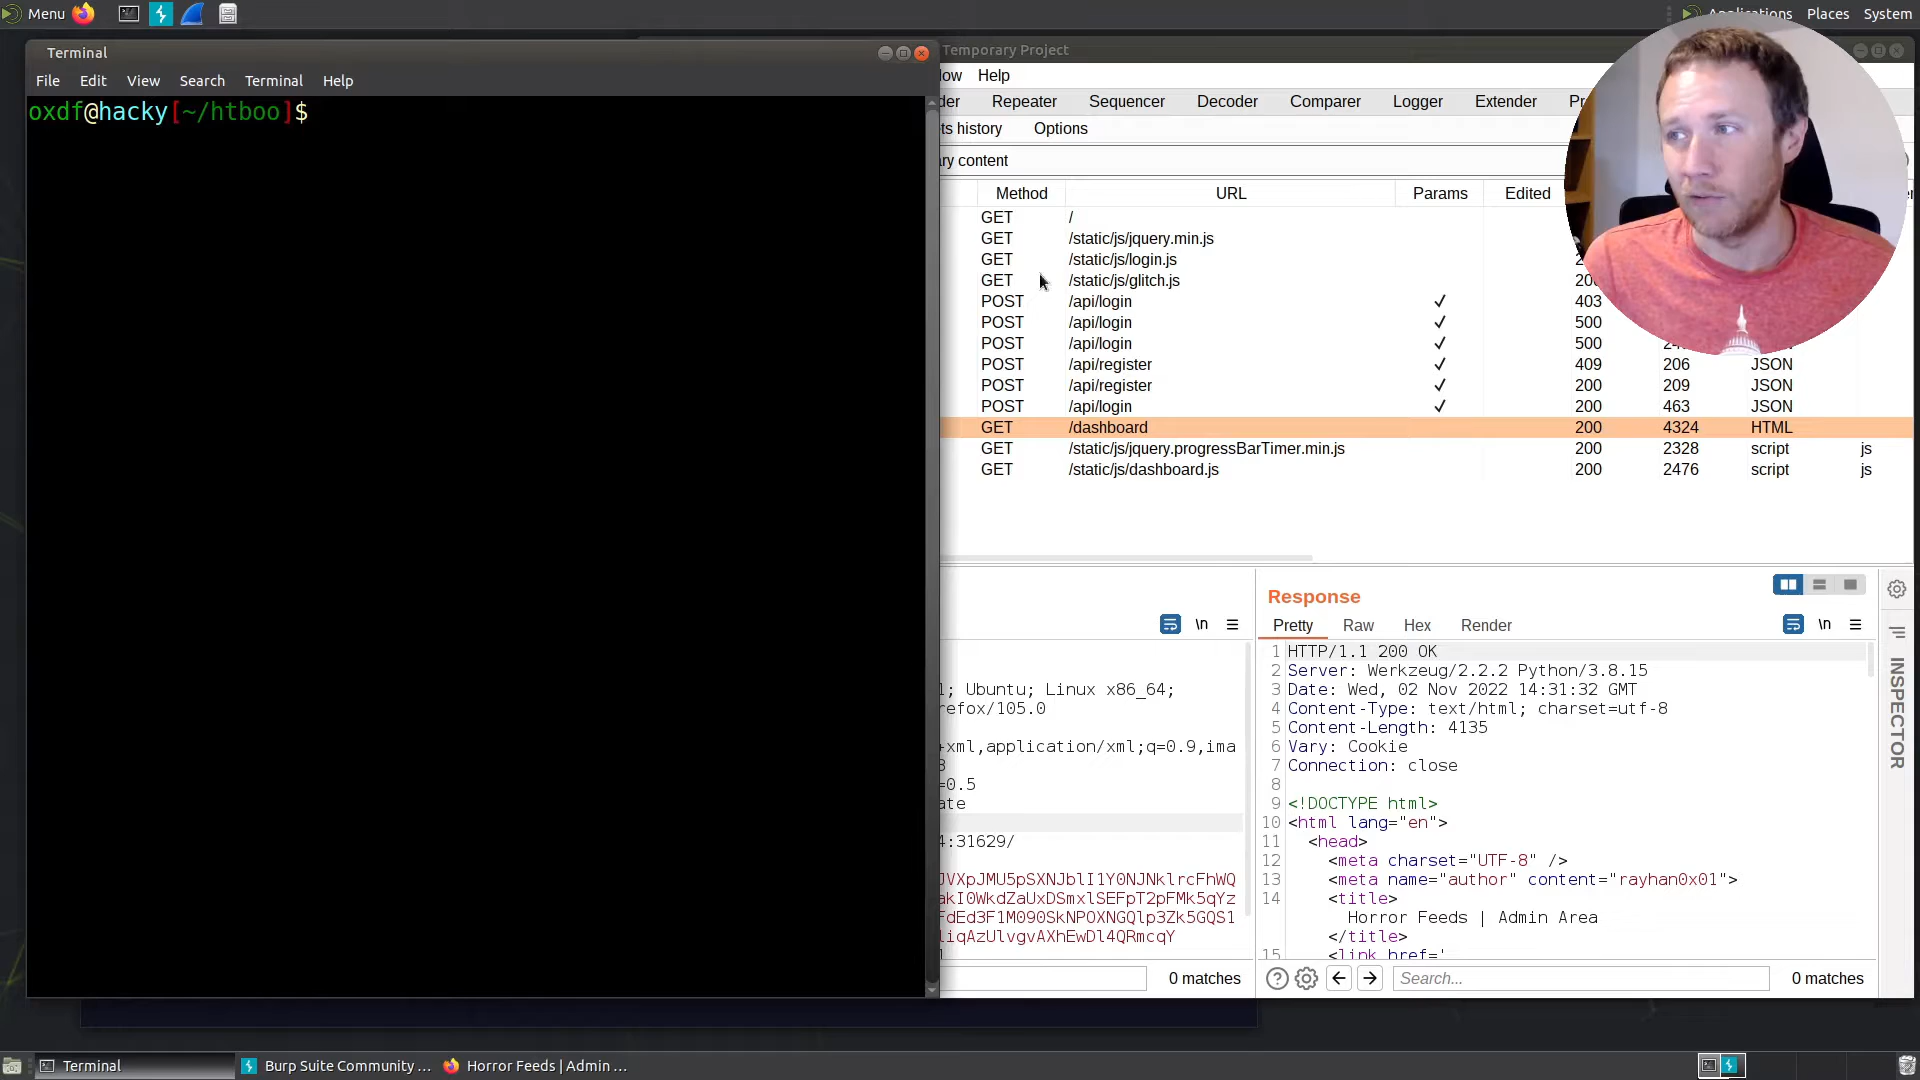 Menu
Applications Places System
Terminal
Temporary Project
File Edit View Search Terminal Help
oxdf@hacky[~/htboo]$
Help
Repeater Sequencer Decoder Comparer Logger Extender
history Options
content
Method URL Params Edited
GET /
GET /static/js/jquery.min.js
GET /static/js/login.js
GET /static/js/glitch.js
POST /api/login ✓ 403
POST /api/login ✓ 500
POST /api/login ✓ 500
POST /api/register ✓ 409 206 JSON
POST /api/register ✓ 200 209 JSON
POST /api/login ✓ 200 463 JSON
GET /dashboard 200 4324 HTML
GET /static/js/jquery.progressBarTimer.min.js 200 2328 script js
GET /static/js/dashboard.js 200 2476 script js
\n
; Ubuntu; Linux x86_64;
refox/105.0
+xml,application/xml;q=0.9,ima
=0.5
ate
4:31629/
JVXpJMU5pSXNJblI1Y0NJNklrcFhWQ
akI0WkdZaUxDSmxlSEFpT2pFMk5qYz
FdEd3F1M090SkNPOXNGQlp3Zk5GQS1
liqAzUlvgvAXhEwDl4QRmcqY
0 matches
Response
Pretty Raw Hex Render
\n
INSPECTOR
1 HTTP/1.1 200 OK
2 Server: Werkzeug/2.2.2 Python/3.8.15
3 Date: Wed, 02 Nov 2022 14:31:32 GMT
4 Content-Type: text/html; charset=utf-8
5 Content-Length: 4135
6 Vary: Cookie
7 Connection: close
8
9 <!DOCTYPE html>
10 <html lang="en">
11 <head>
12 <meta charset="UTF-8" />
13 <meta name="author" content="rayhan0x01">
14 <title>
Horror Feeds | Admin Area
</title>
15 <link href='
Search...
0 matches
Terminal
Burp Suite Community ...
Horror Feeds | Admin ...